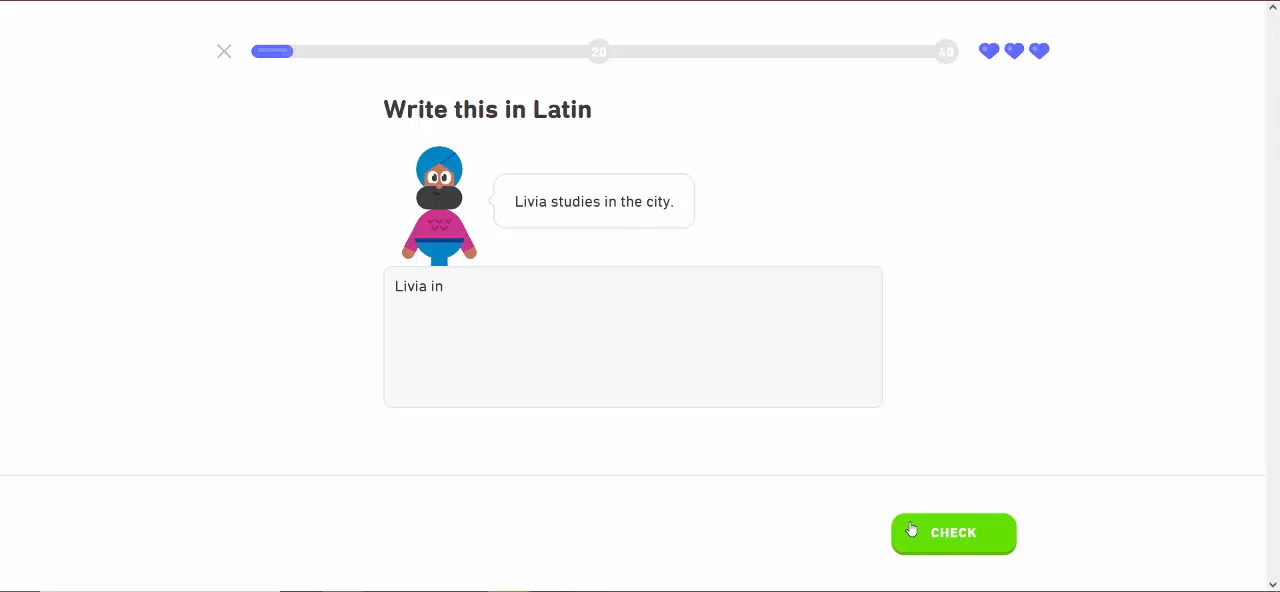 20
40
Write this in Latin
Livia studies in the city.
Livia in
CHECK